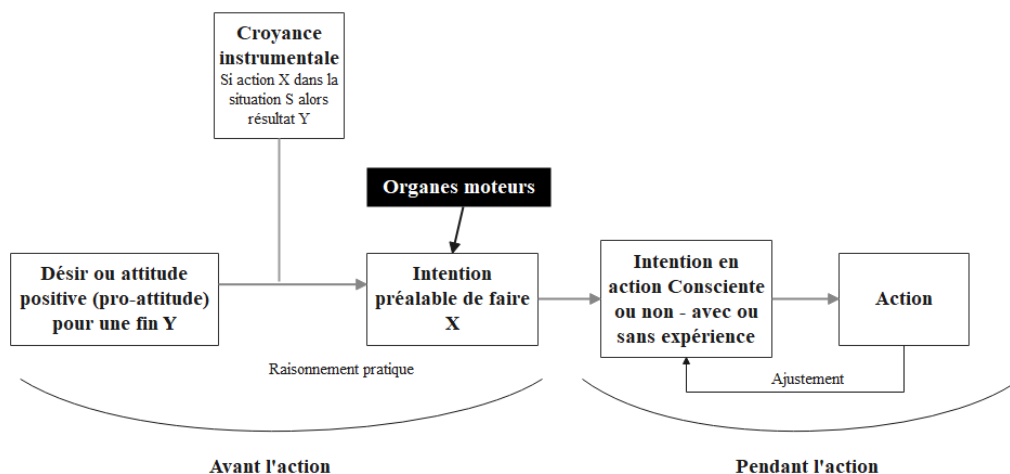 Croyance
instrumentale
Si action X dans la
situation S alors
résultat Y
Organes moteurs
Désir ou attitude
positive (pro-attitude)
pour une fin Y
Intention
préalable de faire
X
Intention en
action Consciente
ou non - avec ou
sans expérience
Action
Raisonnement pratique
Ajustement
Avant l'action
Pendant l'action